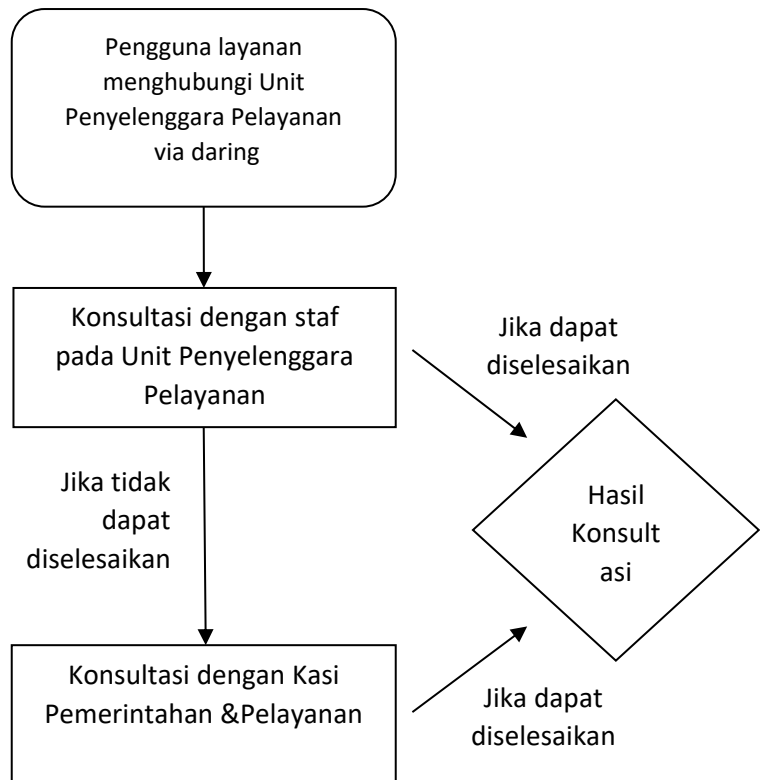 Pengguna layanan
menghubungi Unit
Penyelenggara Pelayanan
via daring
Konsultasi dengan staf
pada Unit Penyelenggara
Pelayanan
Jika dapat
diselesaikan
Jika tidak
dapat
diselesaikan
Hasil
Konsult
asi
Konsultasi dengan Kasi
Pemerintahan &Pelayanan
Jika dapat
diselesaikan